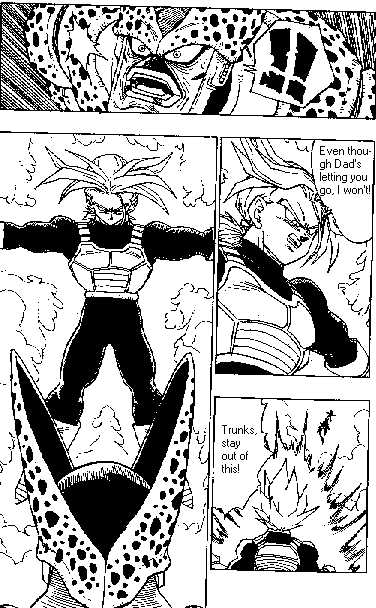 Even thou-
gh Dad's
letting you
go, I won't!
Trunks,
stay
out of
this!